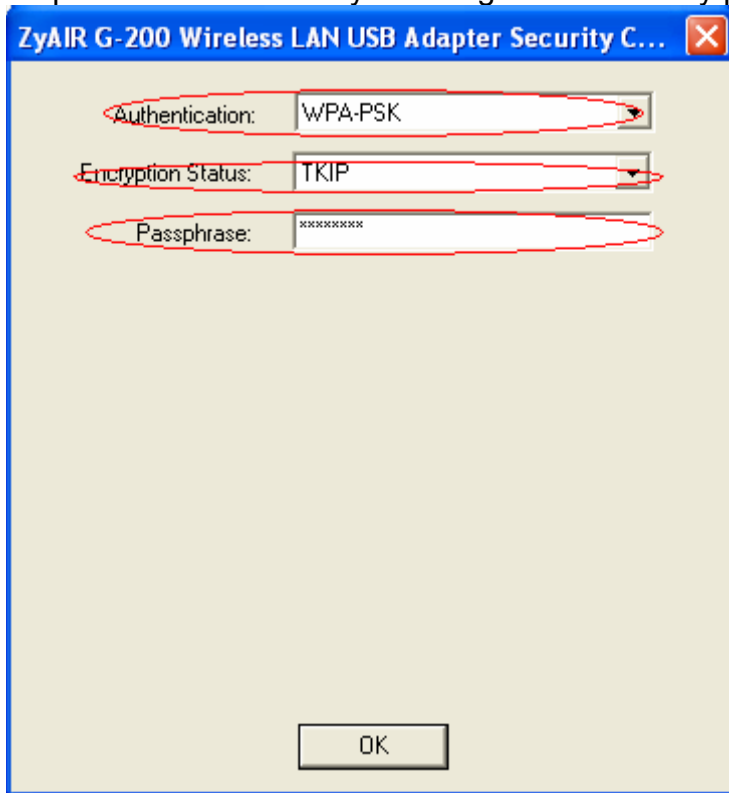 ZyAIR G-200 Wireless LAN USB Adapter Security C...
Authentication: WPA-PSK
Encryption Status: TKIP
Passphrase: ********
OK